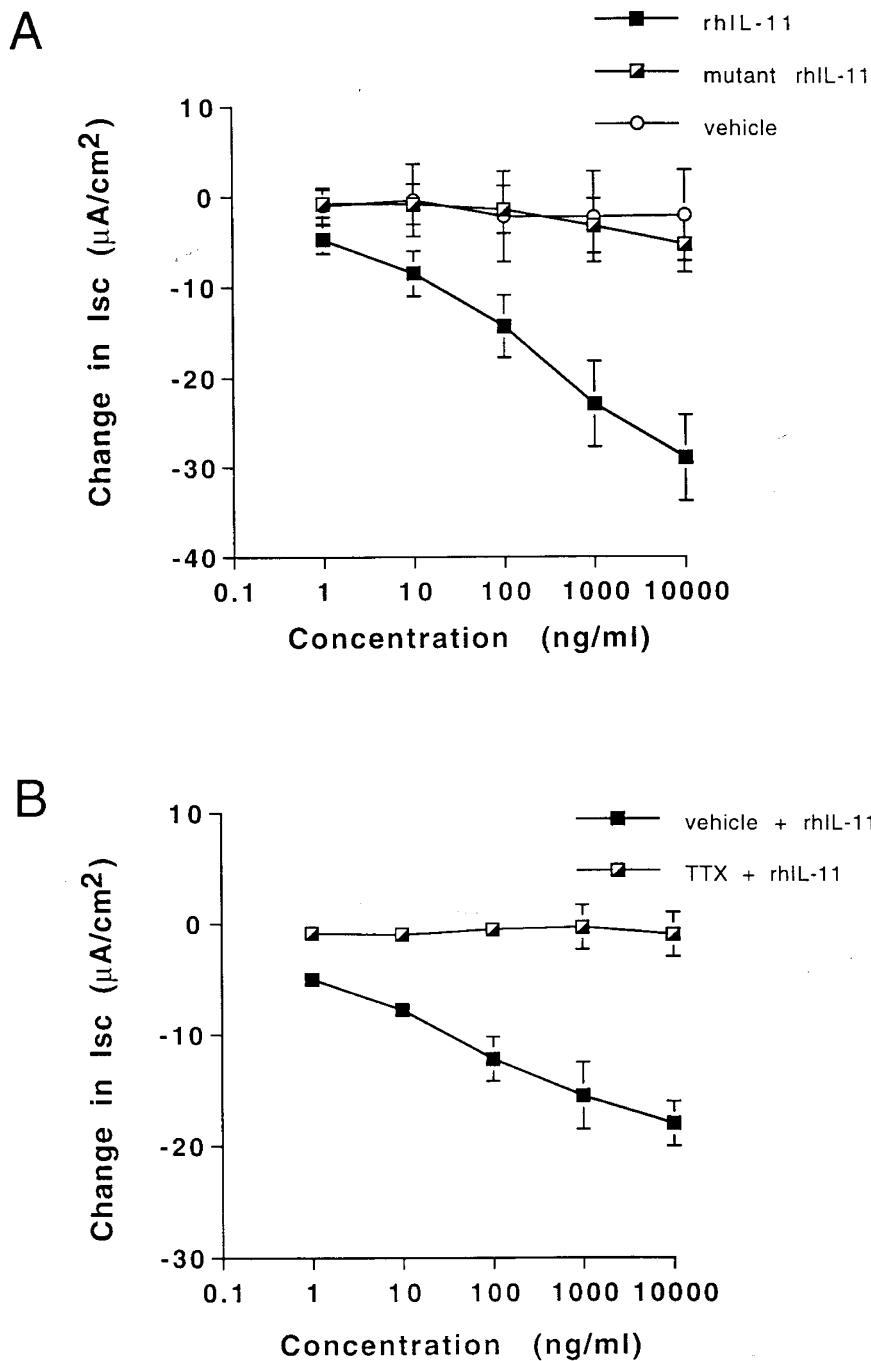 A
rhIL-11
mutant rhIL-11
vehicle
10
0
-10
-20
-30
-40
Change in Isc (μA/cm²)
0.1 1 10 100 1000 10000
Concentration (ng/ml)
B
vehicle + rhIL-11
TTX + rhIL-11
10
0
-10
-20
-30
Change in Isc (μA/cm²)
0.1 1 10 100 1000 10000
Concentration (ng/ml)